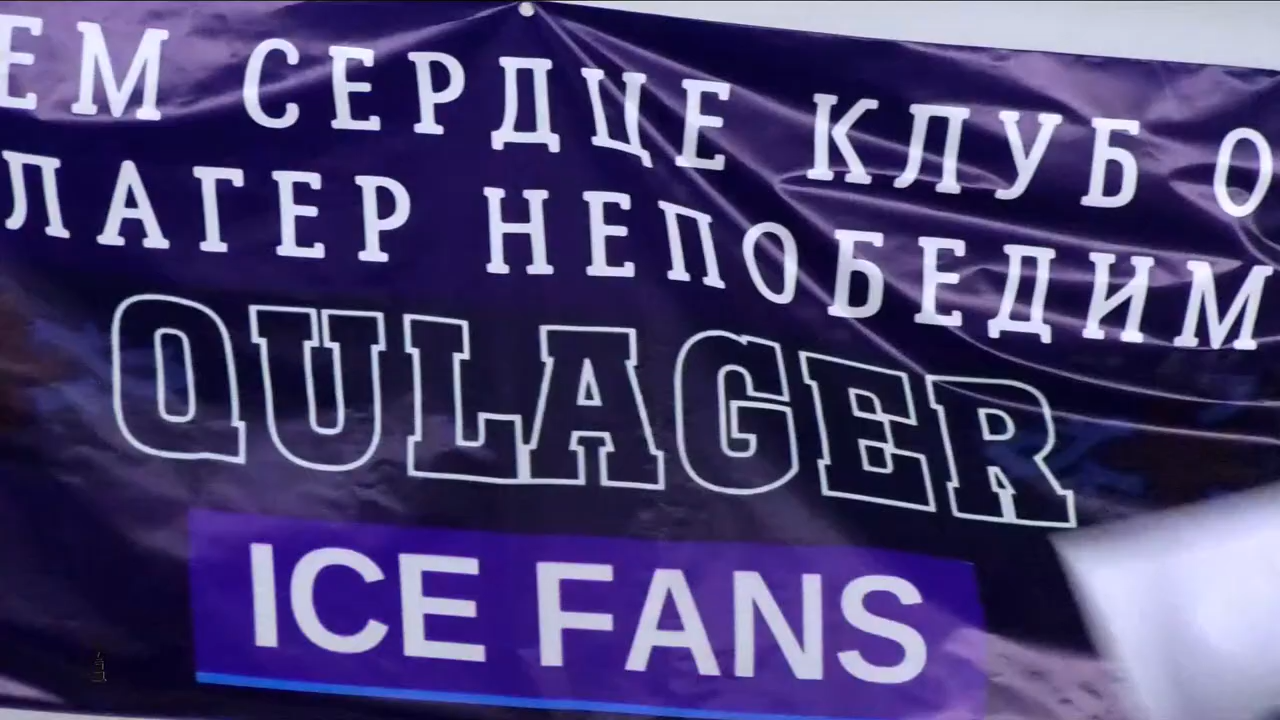 ЕМ СЕРДЦЕ КЛУБ О
ЛАГЕР НЕПОБЕДИМ
QULAGER
ICE FANS